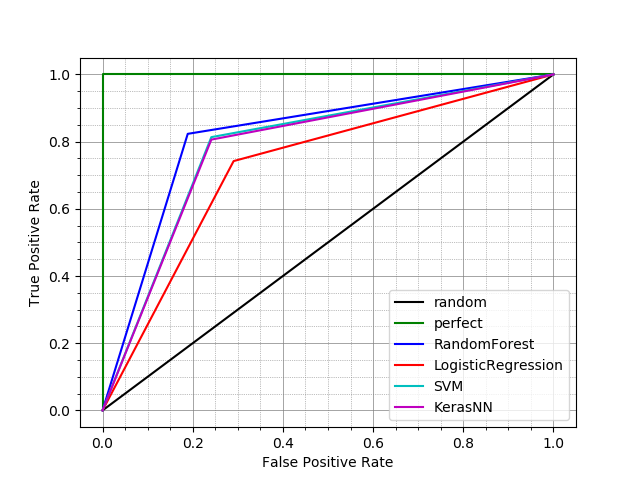 1.0
0.8
0.6
0.4
0.2
0.0
True Positive Rate
random
perfect
RandomForest
LogisticRegression
SVM
KerasNN
0.0 0.2 0.4 0.6 0.8 1.0
False Positive Rate